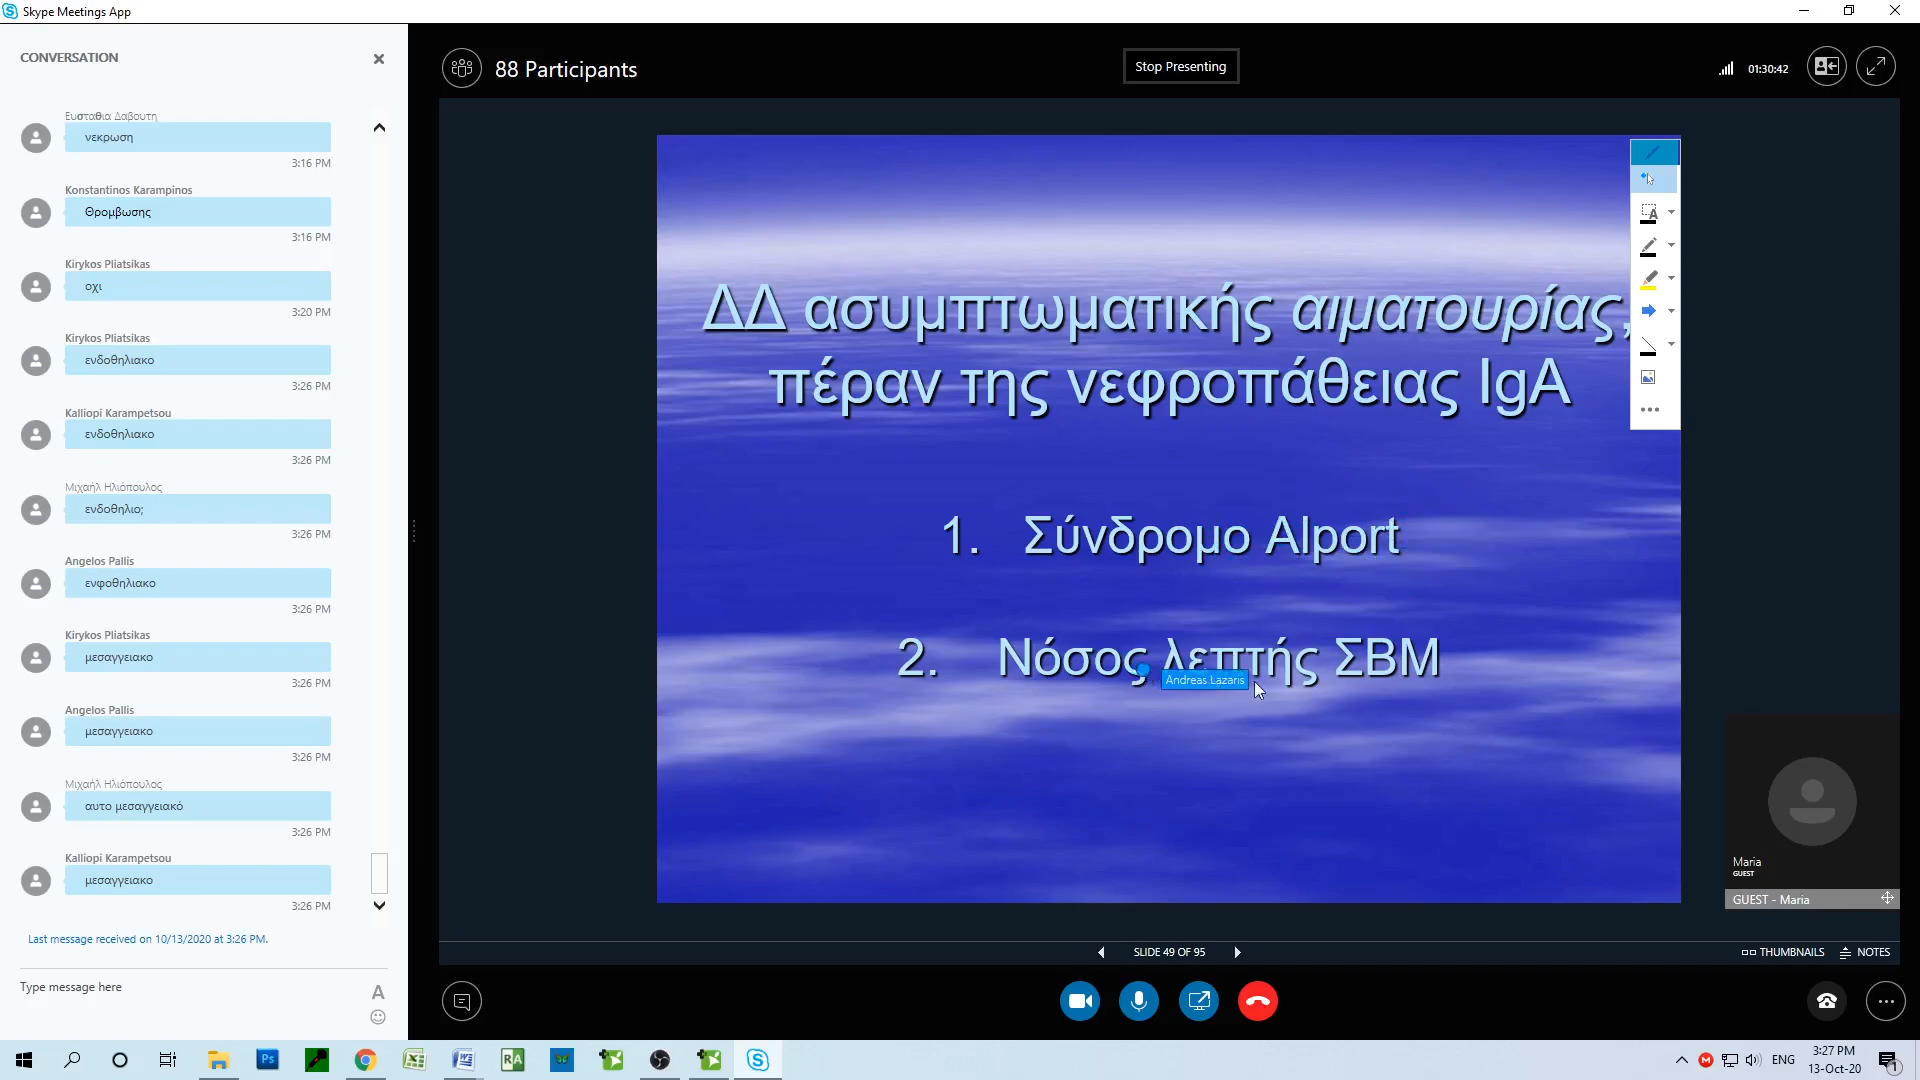 Skype Meetings App
CONVERSATION
Ευσταθια Δαβουτη
νεκρωση
3:16 PM
Konstantinos Karampinos
Θρομβωσης
3:16 PM
Kirykos Pliatsikas
οχι
3:20 PM
Kirykos Pliatsikas
ενδοθηλιακο
3:26 PM
Kalliopi Karampetsou
ενδοθηλιακο
3:26 PM
Μιχαήλ Ηλιόπουλος
ενδοθηλιο;
3:26 PM
Angelos Pallis
ενφοθηλιακο
3:26 PM
Kirykos Pliatsikas
μεσαγγειακο
3:26 PM
Angelos Pallis
μεσαγγειακο
3:26 PM
Μιχαήλ Ηλιόπουλος
αυτο μεσαγγειακό
3:26 PM
Kalliopi Karampetsou
μεσαγγειακο
3:26 PM
Last message received on 10/13/2020 at 3:26 PM.
Type message here
88 Participants
Stop Presenting
01:30:42
ΔΔ ασυμπτωματικής αιματουρίας,
πέραν της νεφροπάθειας IgA
1. Σύνδρομο Alport
2. Νόσος λεπτής ΣΒΜ
Andreas Lazaris
Maria
GUEST
GUEST - Maria
SLIDE 49 OF 95
THUMBNAILS
NOTES
ENG
3:27 PM
13-Oct-20